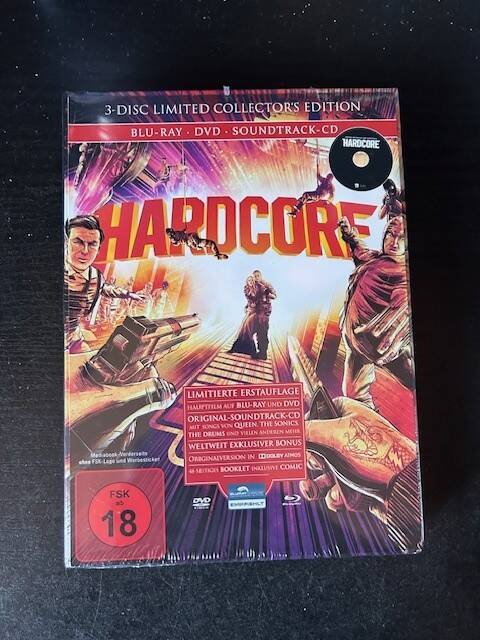 3-DISC LIMITED COLLECTOR'S EDITION
BLU-RAY · DVD · SOUNDTRACK-CD
HARDCORE
HARDCORE
LIMITIERTE ERSTAUFLAGE
HAUPTFILM AUF BLU-RAY UND DVD
ORIGINAL-SOUNDTRACK-CD
MIT SONGS VON QUEEN, THE SONICS,
THE DRUMS UND VIELEN ANDEREN MEHR
WELTWEIT EXKLUSIVER BONUS
ORIGINALVERSION IN DOLBY ATMOS
48-SEITIGES BOOKLET INKLUSIVE COMIC
Mediabook-Vorderseite
ohne FSK-Logo und Werbesticker
FSK
ab
18
DVD
EMPFIEHLT
Blu-ray Disc